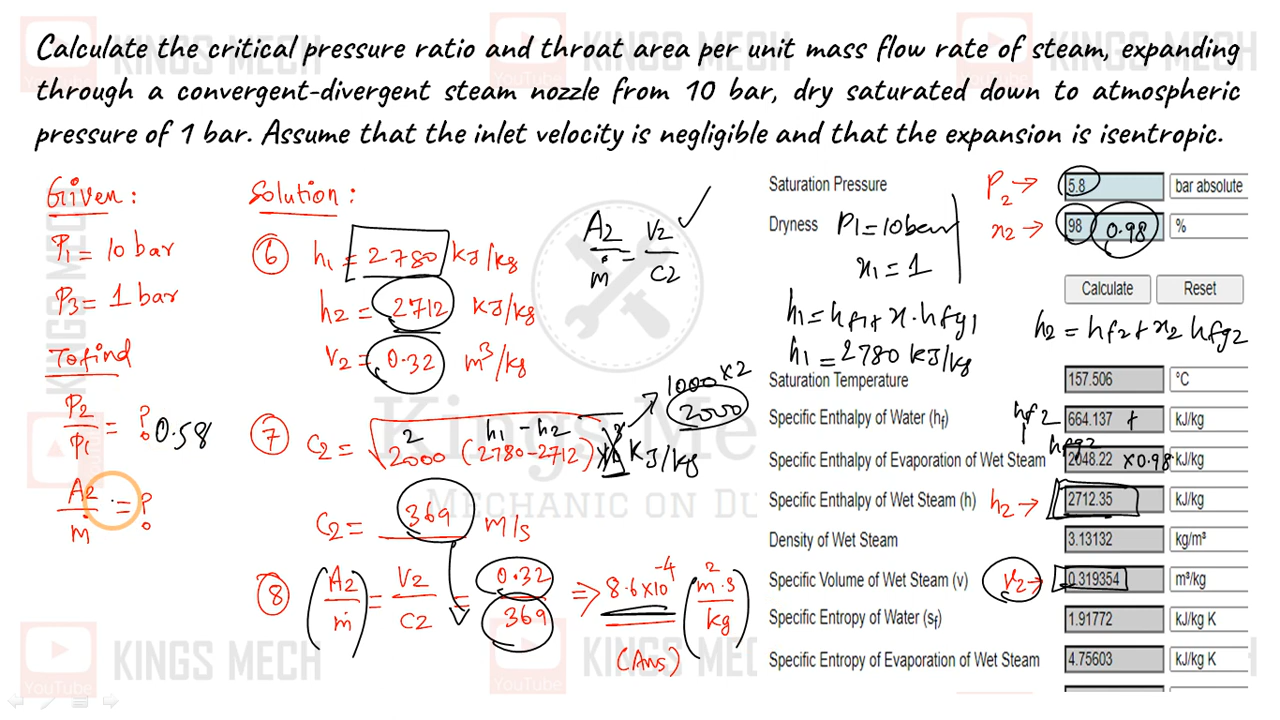 Calculate the critical pressure ratio and throat area per unit mass flow rate of steam, expanding
through a convergent-divergent steam nozzle from 10 bar, dry saturated down to atmospheric
pressure of 1 bar. Assume that the inlet velocity is negligible and that the expansion is isentropic.
Given:
P1 = 10 bar
P3 = 1 bar
To find
P2/P1 = ? 0.58
A2/ṁ = ?
Solution:
⑥ h1 = 2780 kJ/kg
h2 = 2712 kJ/kg
v2 = 0.32 m³/kg
A2/ṁ = v2/c2 ✓
1000×2
2000
2 h1 - h2
⑦ c2 = √2000 (2780-2712) kJ/kg
c2 = 369 m/s
⑧ (A2/ṁ) = v2/c2 = 0.32/369 ⇒ 8.6×10⁻⁴ (m².s/kg)
(Ans)
P1 = 10 bar
x1 = 1
h1 = hf1 + x.hfg1
h1 = 2780 kJ/kg
Saturation Pressure P2 → 5.8 bar absolute
Dryness x2 → 98 0.98 %
Calculate Reset
h2 = hf2 + x2 hfg2
Saturation Temperature 157.506 °C
Specific Enthalpy of Water (hf) hf2 664.137 + kJ/kg
hfg2
Specific Enthalpy of Evaporation of Wet Steam 2048.22 ×0.98 kJ/kg
Specific Enthalpy of Wet Steam (h) h2 → 2712.35 kJ/kg
Density of Wet Steam 3.13132 kg/m³
Specific Volume of Wet Steam (v) v2 → 0.319354 m³/kg
Specific Entropy of Water (sf) 1.91772 kJ/kg K
Specific Entropy of Evaporation of Wet Steam 4.75603 kJ/kg K
KINGS MECH
YouTube
Kings Mech
MECHANIC ON DU